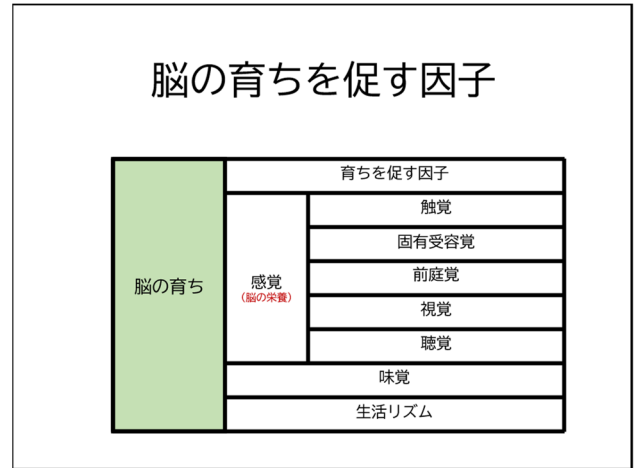 脳の育ちを促す因子
育ちを促す因子
脳の育ち
感覚
(脳の栄養)
触覚
固有受容覚
前庭覚
視覚
聴覚
味覚
生活リズム